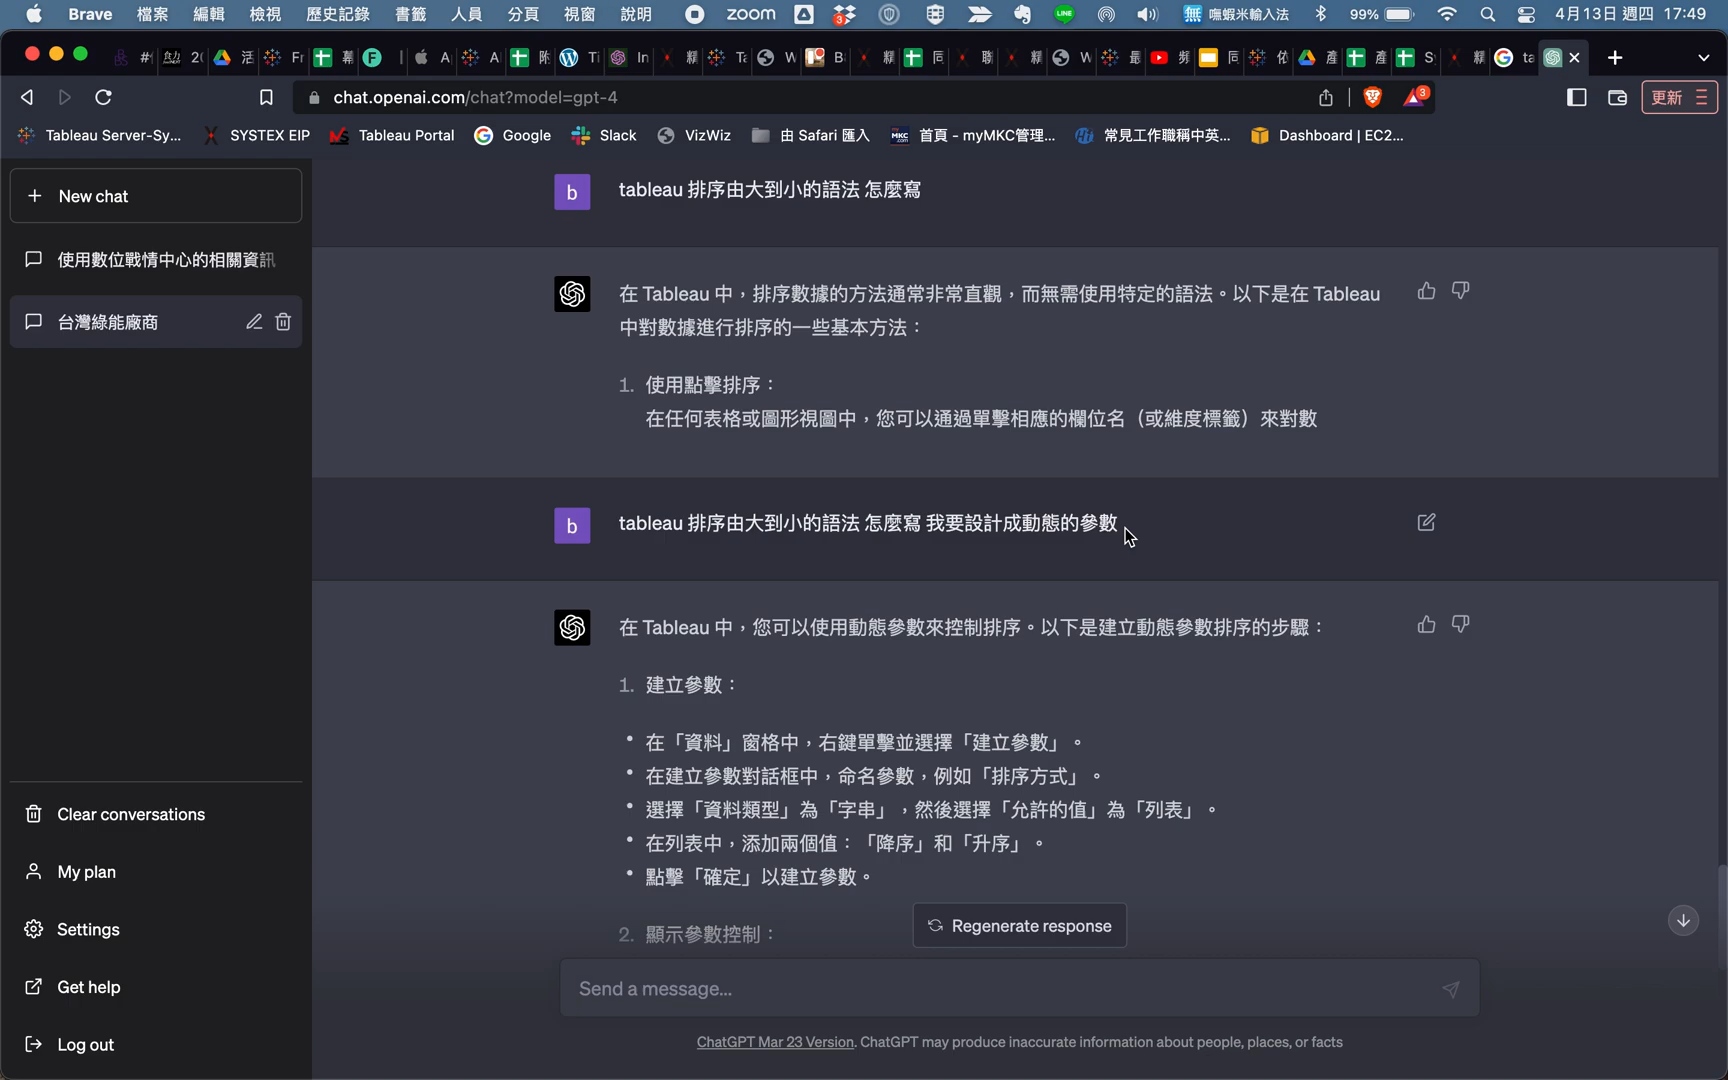 Brave 檔案 編輯 檢視 歷史記錄 書籤 人員 分頁 視窗 說明 zoom 3 LINE 無 嘸蝦米輸入法 99% 4月13日 週四 17:49
chat.openai.com/chat?model=gpt-4 3 更新
Tableau Server-Sy... SYSTEX EIP Tableau Portal Google Slack VizWiz 由 Safari 匯入 首頁 - myMKC管理... 常見工作職稱中英... Dashboard | EC2...
New chat
使用數位戰情中心的相關資訊
台灣綠能廠商
Clear conversations
My plan
Settings
Get help
Log out
b tableau 排序由大到小的語法 怎麼寫
在 Tableau 中，排序數據的方法通常非常直觀，而無需使用特定的語法。以下是在 Tableau
中對數據進行排序的一些基本方法：
1. 使用點擊排序：
在任何表格或圖形視圖中，您可以通過單擊相應的欄位名（或維度標籤）來對數
b tableau 排序由大到小的語法 怎麼寫 我要設計成動態的參數
在 Tableau 中，您可以使用動態參數來控制排序。以下是建立動態參數排序的步驟：
1. 建立參數：
• 在「資料」窗格中，右鍵單擊並選擇「建立參數」。
• 在建立參數對話框中，命名參數，例如「排序方式」。
• 選擇「資料類型」為「字串」，然後選擇「允許的值」為「列表」。
• 在列表中，添加兩個值：「降序」和「升序」。
• 點擊「確定」以建立參數。
2. 顯示參數控制：
Regenerate response
Send a message...
ChatGPT Mar 23 Version. ChatGPT may produce inaccurate information about people, places, or facts